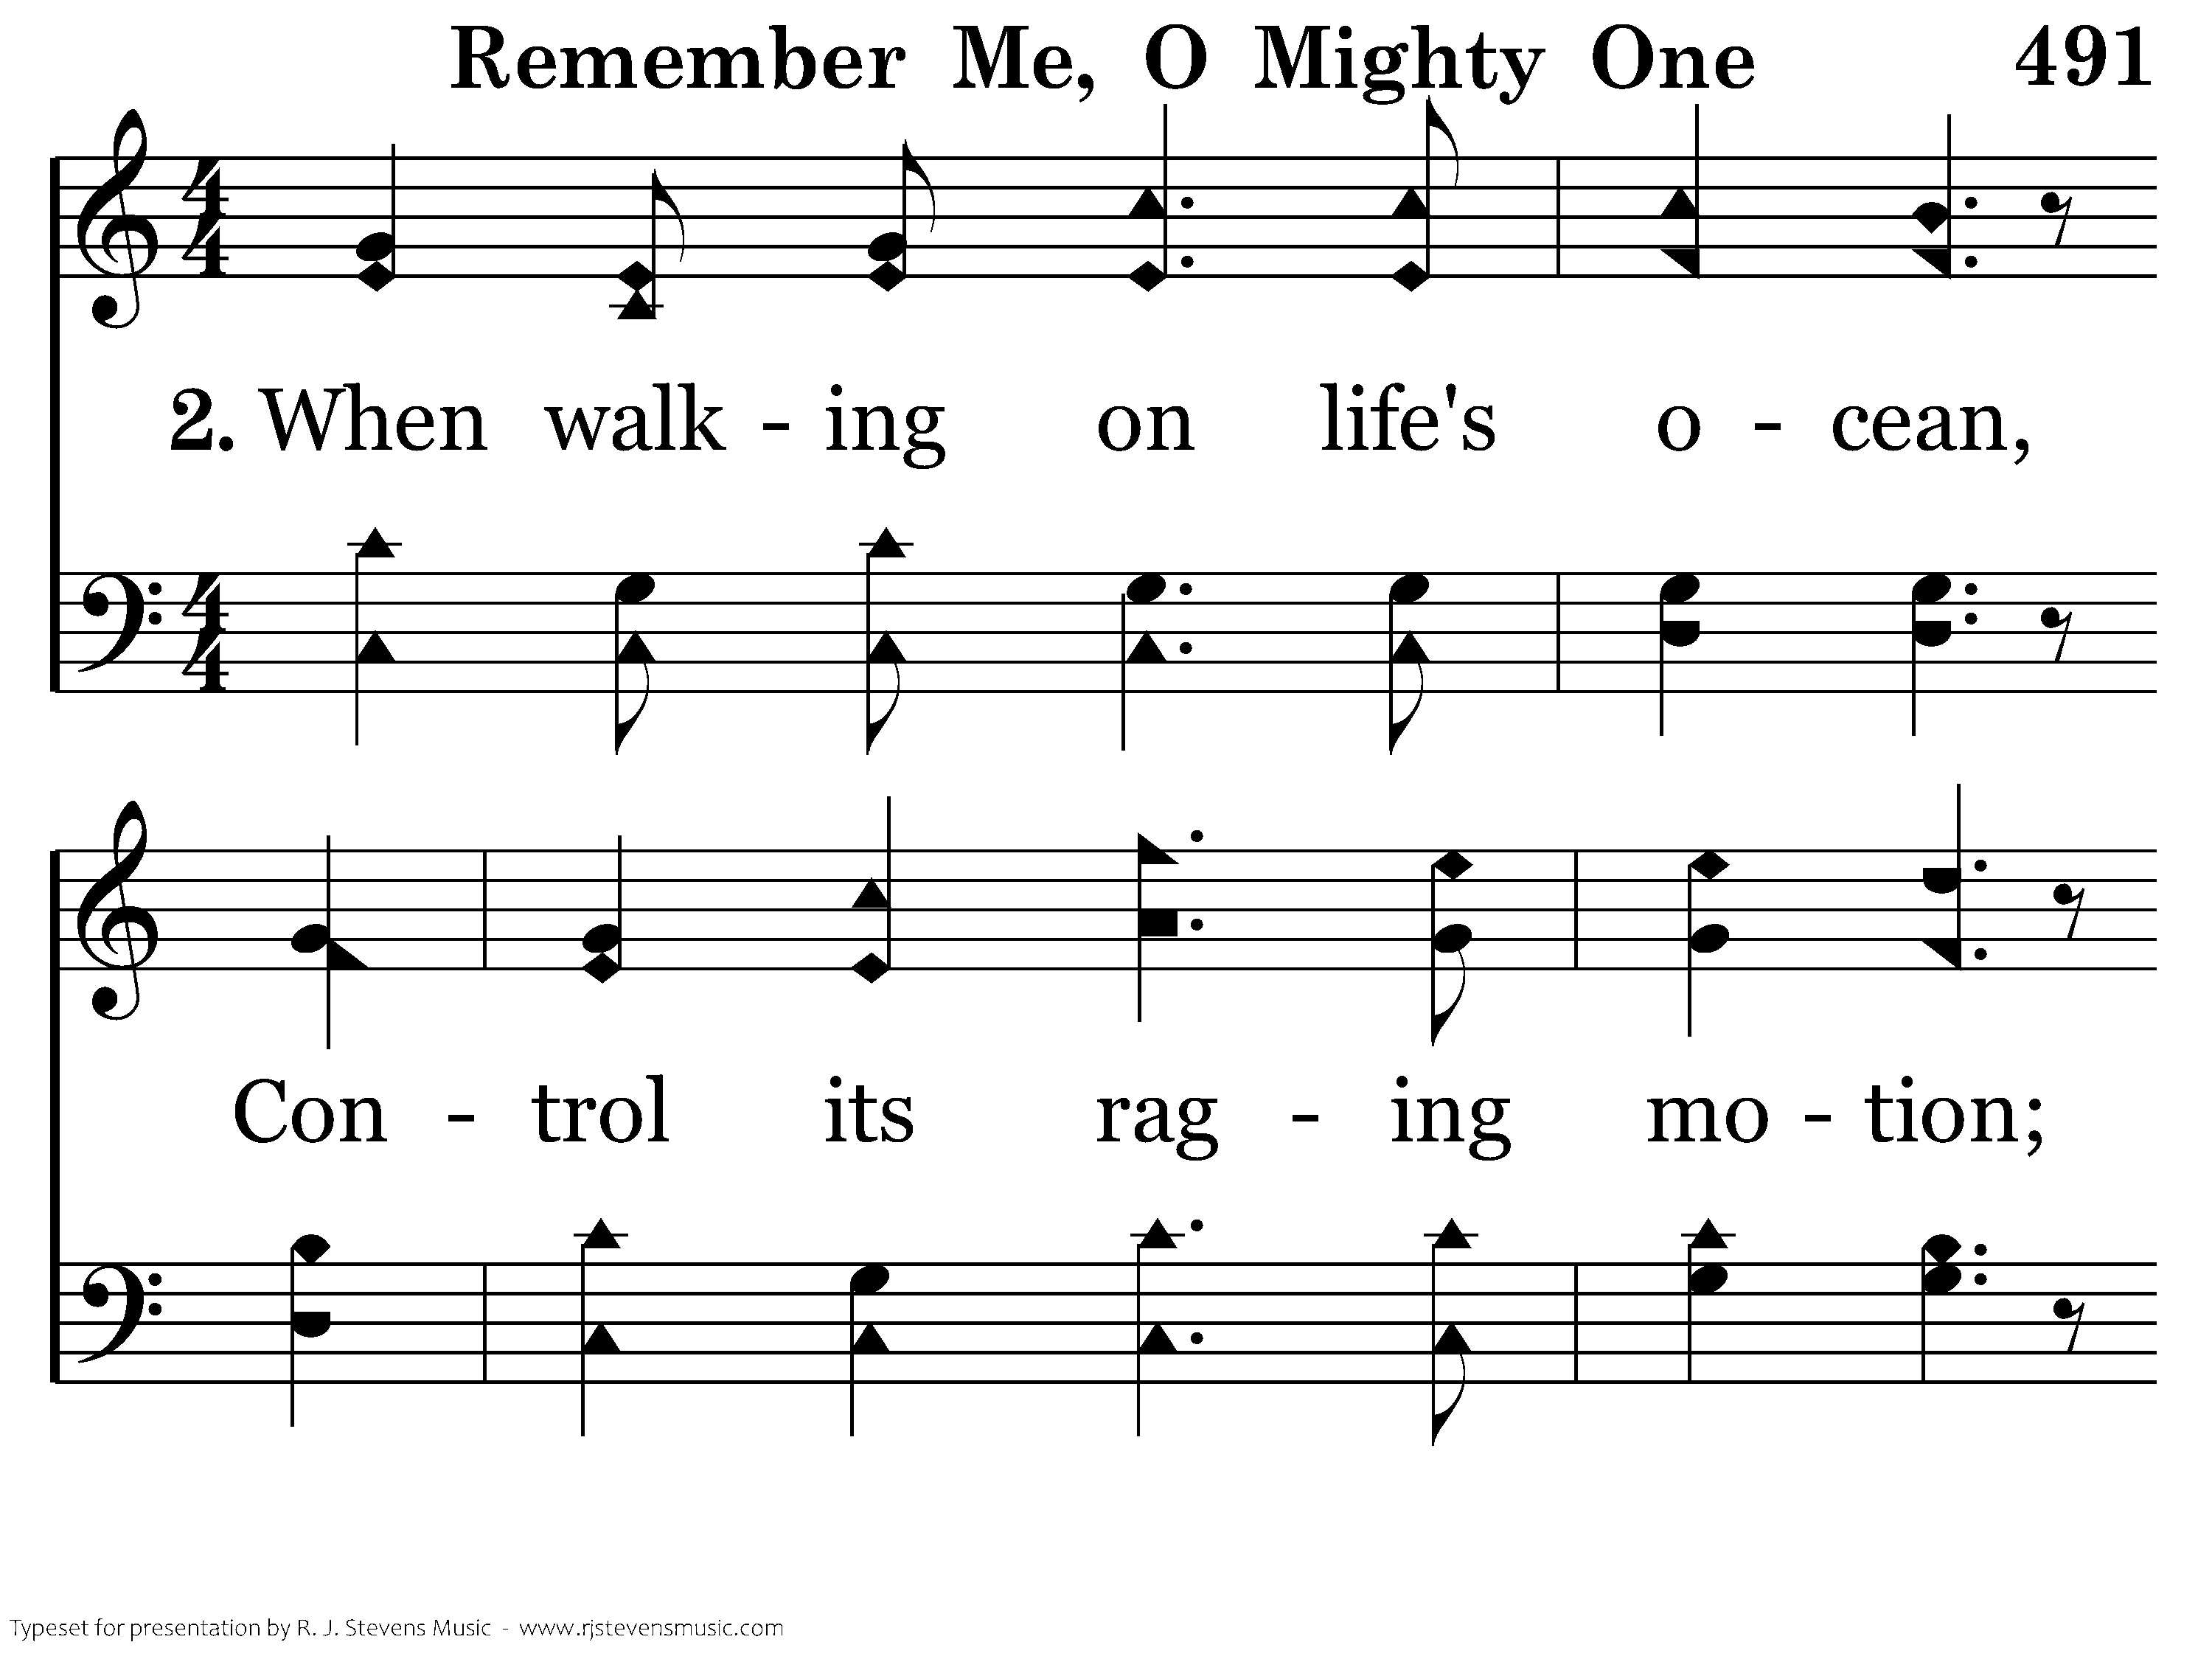 Remember Me, O Mighty One 491
2. When walk - ing on life's o - cean,
Con - trol its rag - ing mo - tion;
Typeset for presentation by R. J. Stevens Music - www.rjstevensmusic.com